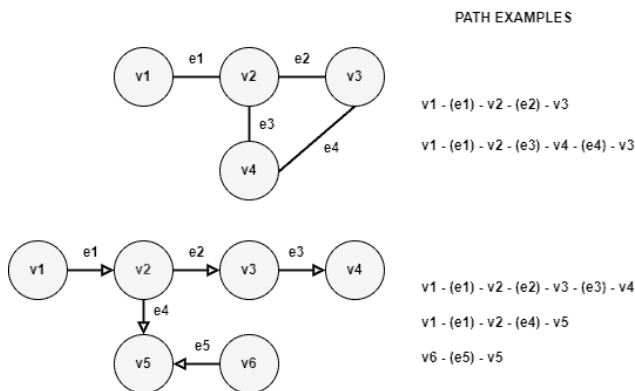 PATH EXAMPLES
e1
e2
v1
v2
v3
v1 - (e1) - v2 - (e2) - v3
e3
e4
v1 - (e1) - v2 - (e3) - v4 - (e4) - v3
v4
e1
e2
e3
v1
v2
v3
v4
v1 - (e1) - v2 - (e2) - v3 - (e3) - v4
e4
v1 - (e1) - v2 - (e4) - v5
e5
v5
v6
v6 - (e5) - v5